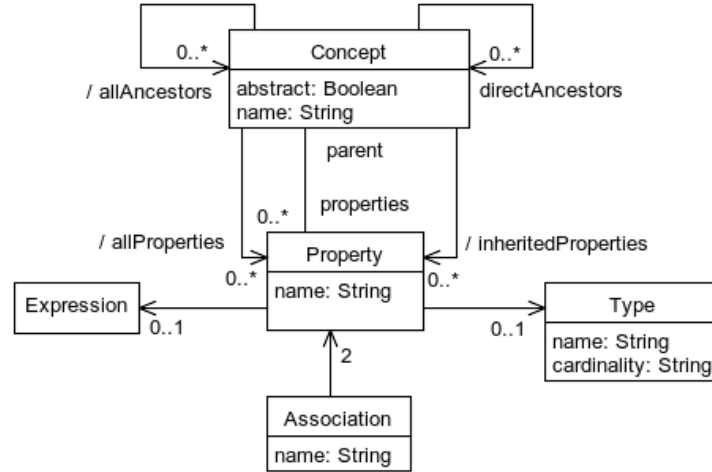 Concept
0..*
0..*
/ allAncestors
abstract: Boolean
name: String
directAncestors
parent
0..*
properties
/ allProperties
Property
/ inheritedProperties
0..*
name: String
0..*
Expression
0..1
0..1
Type
name: String
cardinality: String
2
Association
name: String